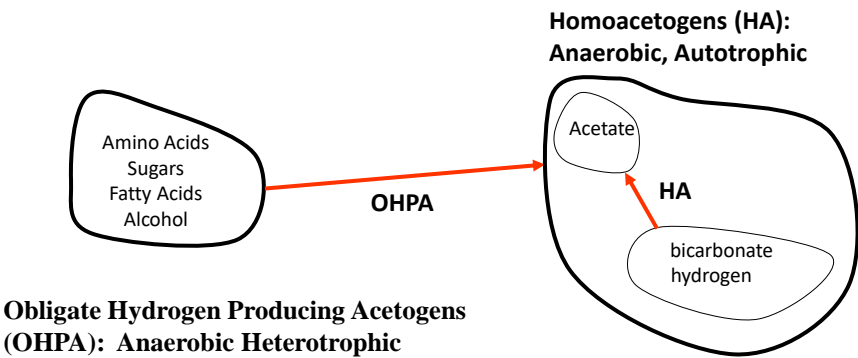 Homoacetogens (HA):
Anaerobic, Autotrophic
Amino Acids
Sugars
Fatty Acids
Alcohol
OHPA
Acetate
HA
bicarbonate
hydrogen
Obligate Hydrogen Producing Acetogens
(OHPA): Anaerobic Heterotrophic